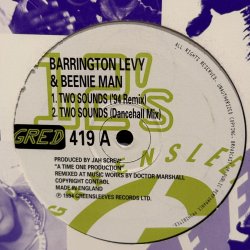 BARRINGTON LEVY
& BEENIE MAN
1. TWO SOUNDS ('94 Remix)
2. TWO SOUNDS (Dancehall Mix)
GRED 419 A
PRODUCED BY JAH SCREW
"A TIME ONE PRODUCTION"
REMIXED AT MUSIC WORKS BY DOCTOR MARSHALL
COPYRIGHT CONTROL
MADE IN ENGLAND
℗ 1994 GREENSLEEVES RECORDS LTD.
ALL RIGHTS RESERVED. UNAUTHORISED COPYING,